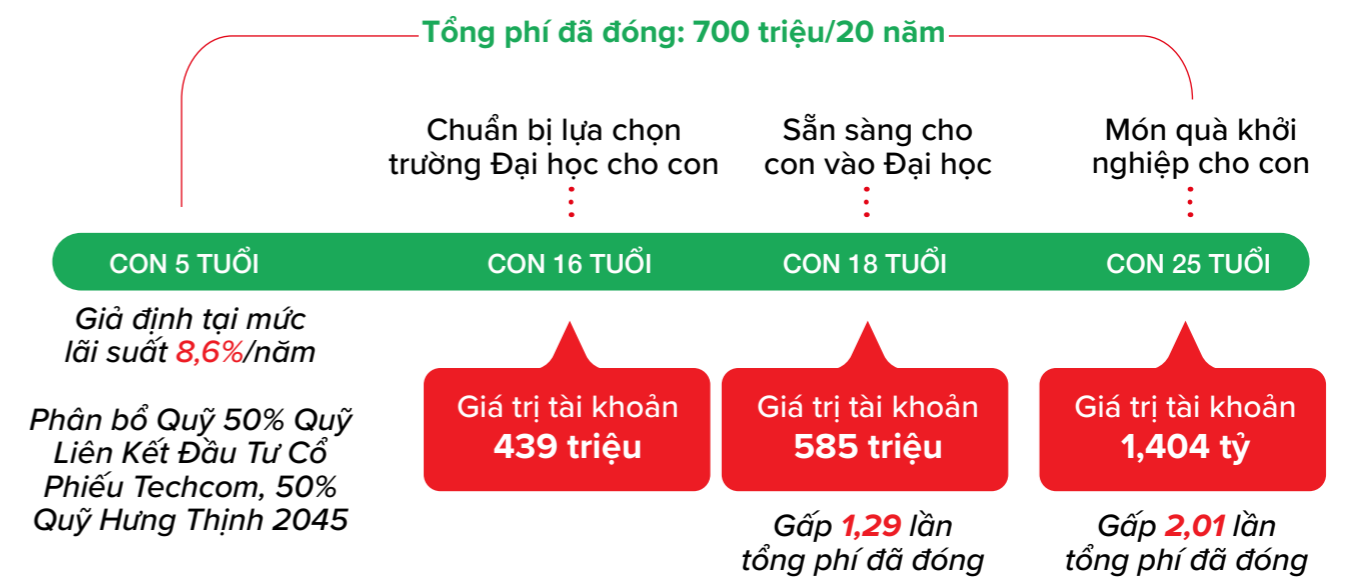 Tổng phí đã đóng: 700 triệu/20 năm
Chuẩn bị lựa chọn
trường Đại học cho con
Sẵn sàng cho
con vào Đại học
Món quà khởi
nghiệp cho con
CON 5 TUỔI
CON 16 TUỔI
CON 18 TUỔI
CON 25 TUỔI
Giả định tại mức
lãi suất 8,6%/năm
Phân bổ Quỹ 50% Quỹ
Liên Kết Đầu Tư Cổ
Phiếu Techcom, 50%
Quỹ Hưng Thịnh 2045
Giá trị tài khoản
439 triệu
Giá trị tài khoản
585 triệu
Gấp 1,29 lần
tổng phí đã đóng
Giá trị tài khoản
1,404 tỷ
Gấp 2,01 lần
tổng phí đã đóng